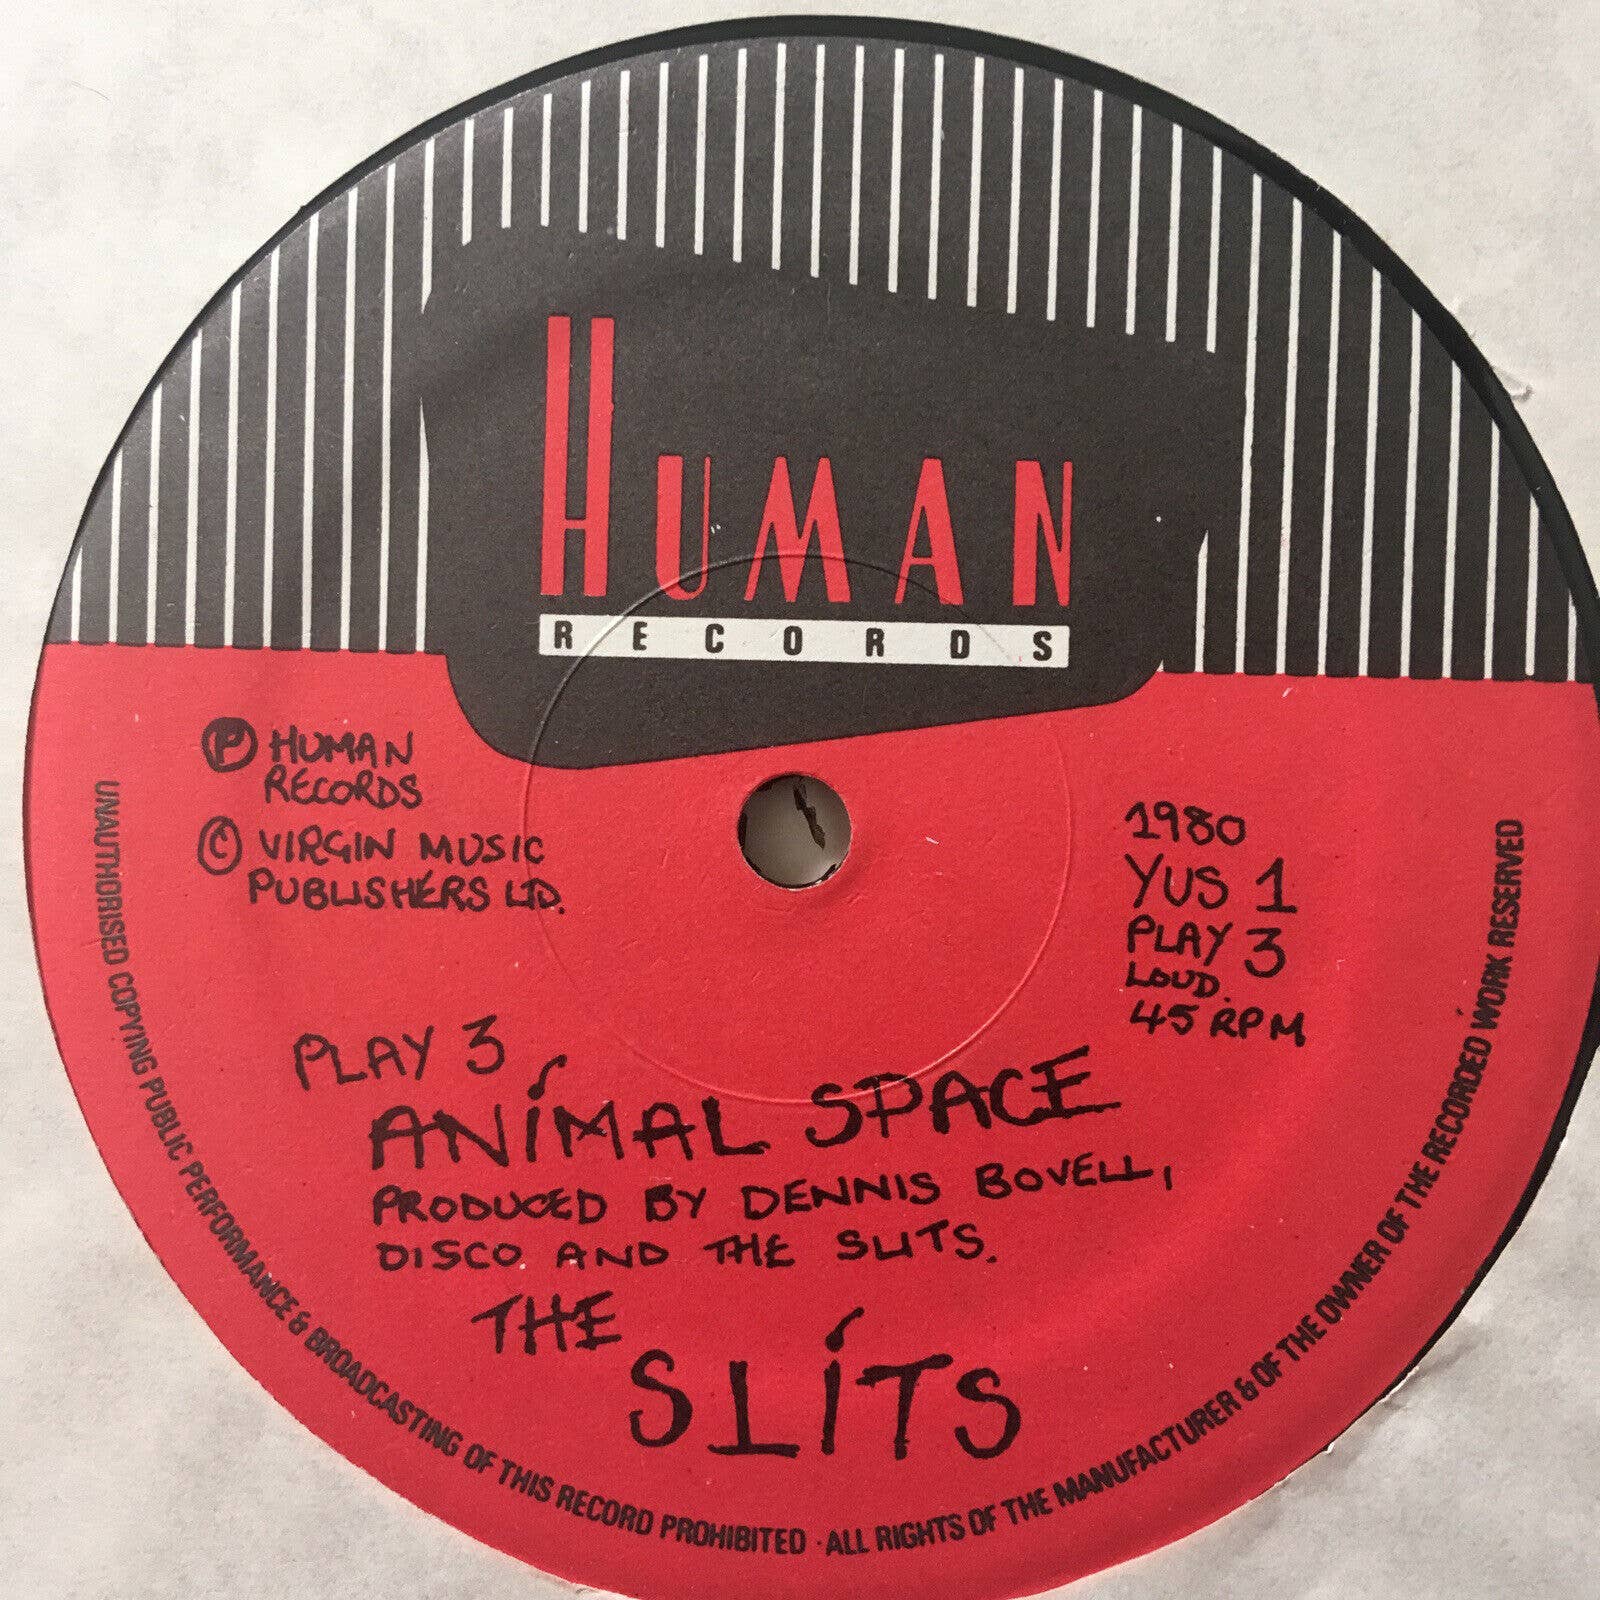 HUMAN
RECORDS
Ⓟ HUMAN
RECORDS
© VIRGIN MUSIC
PUBLISHERS LTD.
1980
YUS 1
PLAY 3
LOUD.
45 RPM
PLAY 3
ANiMAL SPACE
PRODUCED BY DENNIS BOVELL,
DISCO AND THE SLITS.
THE
SLiTS
UNAUTHORISED COPYING PUBLIC PERFORMANCE & BROADCASTING OF THIS RECORD PROHIBITED · ALL RIGHTS OF THE MANUFACTURER & OF THE OWNER OF THE RECORDED WORK RESERVED